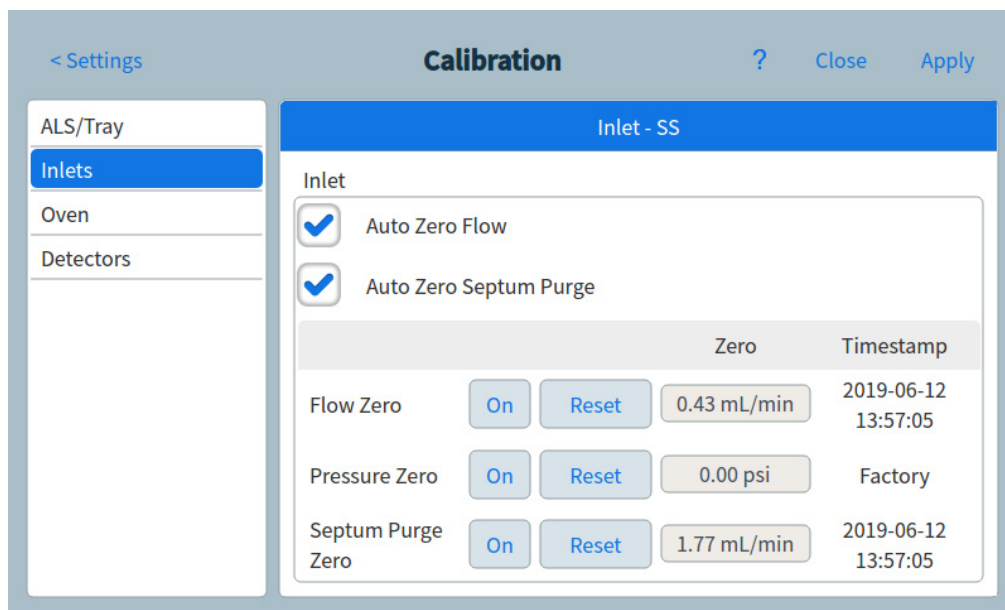 < Settings Calibration ? Close Apply
ALS/Tray
Inlets
Oven
Detectors
Inlet - SS
Inlet
Auto Zero Flow
Auto Zero Septum Purge
Zero Timestamp
Flow Zero On Reset 0.43 mL/min 2019-06-12
13:57:05
Pressure Zero On Reset 0.00 psi Factory
Septum Purge
Zero On Reset 1.77 mL/min 2019-06-12
13:57:05